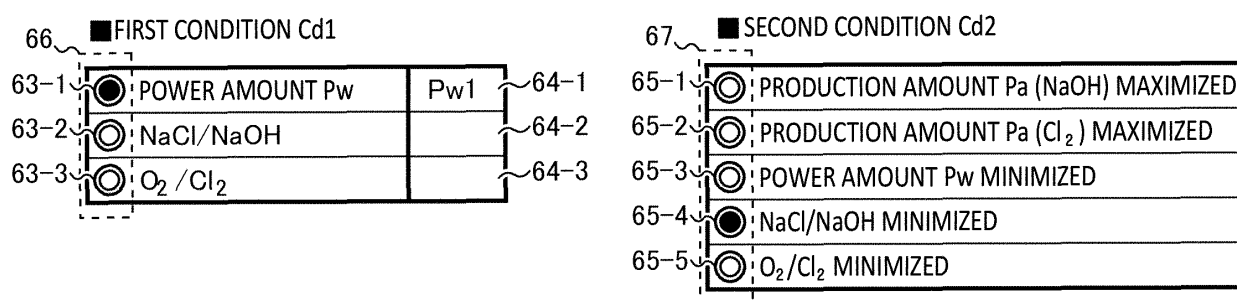 ■FIRST CONDITION Cd1
66
63-1 POWER AMOUNT Pw Pw1 64-1
63-2 NaCl/NaOH 64-2
63-3 O₂/Cl₂ 64-3
■SECOND CONDITION Cd2
67
65-1 PRODUCTION AMOUNT Pa (NaOH) MAXIMIZED
65-2 PRODUCTION AMOUNT Pa (Cl₂) MAXIMIZED
65-3 POWER AMOUNT Pw MINIMIZED
65-4 NaCl/NaOH MINIMIZED
65-5 O₂/Cl₂ MINIMIZED